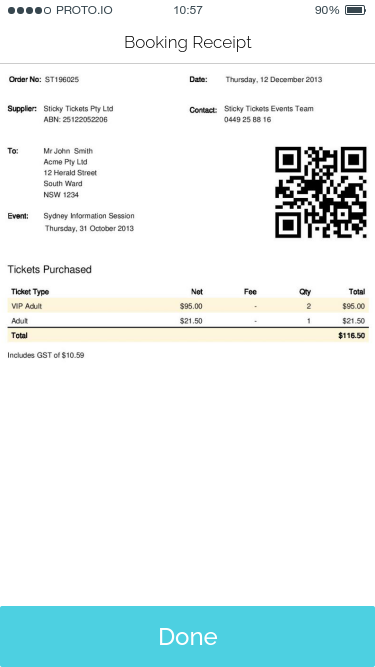 PROTO.IO 10:57 90%
Booking Receipt
Order No: ST196025 Date: Thursday, 12 December 2013
Supplier: Sticky Tickets Pty Ltd Contact: Sticky Tickets Events Team
ABN: 25122052206 0449 25 88 16
To: Mr John Smith
Acme Pty Ltd
12 Herald Street
South Ward
NSW 1234
Event: Sydney Information Session
Thursday, 31 October 2013
Tickets Purchased
Ticket Type Net Fee Qty Total
VIP Adult $95.00 - 2 $95.00
Adult $21.50 - 1 $21.50
Total $116.50
Includes GST of $10.59
Done